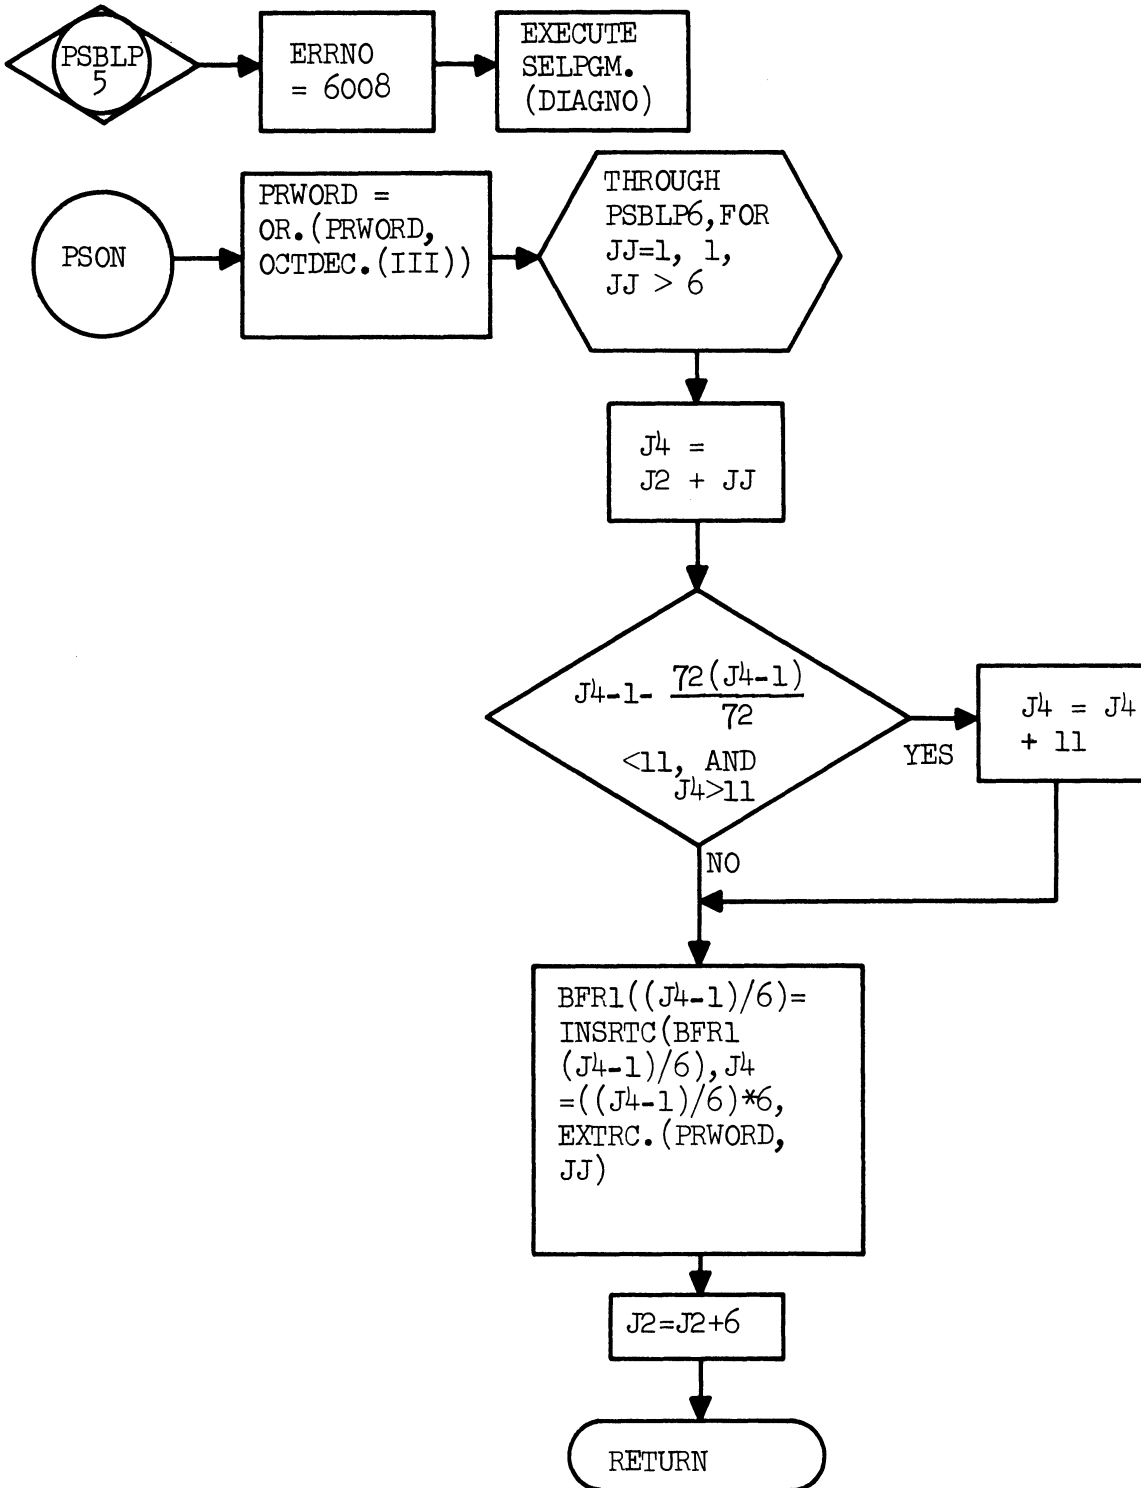 PSBLP
5
ERRNO
= 6008
EXECUTE
SELPGM.
(DIAGNO)
PSON
PRWORD =
OR.(PRWORD,
OCTDEC.(III))
THROUGH
PSBLP6,FOR
JJ=1, 1,
JJ > 6
J4 =
J2 + JJ
J4-1- 72(J4-1)
72
<11, AND
J4>11
YES
J4 = J4
+ 11
NO
BFR1((J4-1)/6)=
INSRTC(BFR1
(J4-1)/6),J4
=((J4-1)/6)*6,
EXTRC.(PRWORD,
JJ)
J2=J2+6
RETURN